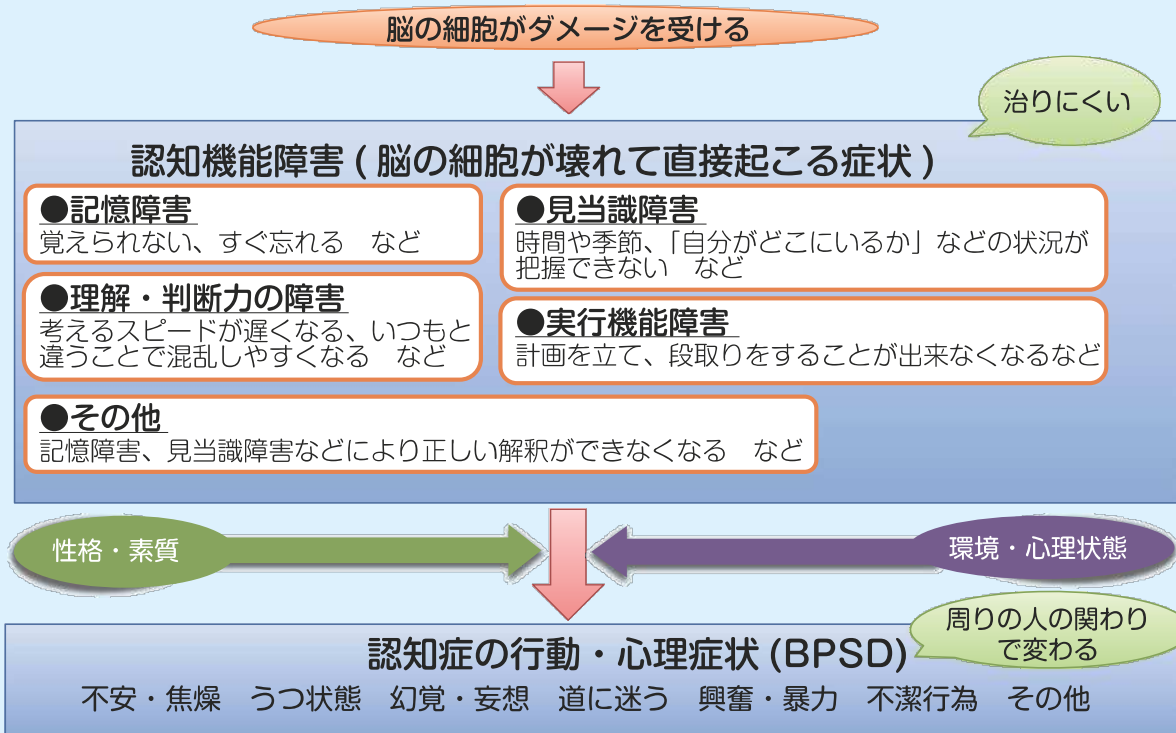 脳の細胞がダメージを受ける
治りにくい
認知機能障害 ( 脳の細胞が壊れて直接起こる症状 )
●記憶障害
覚えられない、すぐ忘れる　など
●見当識障害
時間や季節、「自分がどこにいるか」などの状況が
把握できない　など
●理解・判断力の障害
考えるスピードが遅くなる、いつもと
違うことで混乱しやすくなる　など
●実行機能障害
計画を立て、段取りをすることが出来なくなるなど
●その他
記憶障害、見当識障害などにより正しい解釈ができなくなる　など
性格・素質
環境・心理状態
周りの人の関わり
で変わる
認知症の行動・心理症状 (BPSD)
不安・焦燥　うつ状態　幻覚・妄想　道に迷う　興奮・暴力　不潔行為　その他